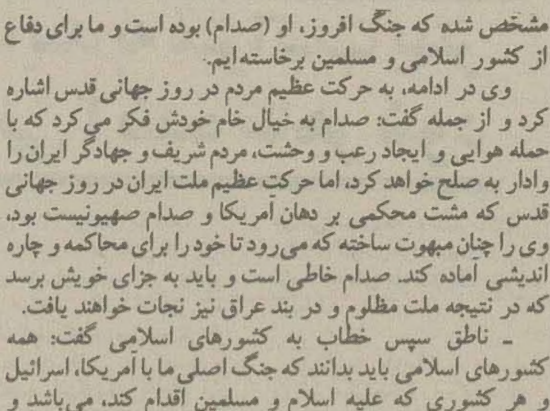 مشخص شده که جنگ افروز، او (صدام) بوده است و ما برای دفاع
از کشور اسلامی و مسلمین برخاسته‌ایم.
وی در ادامه، به حرکت عظیم مردم در روز جهانی قدس اشاره
کرد و از جمله گفت: صدام به خیال خام خودش فکر می‌کرد که با
حمله هوایی و ایجاد رعب و وحشت، مردم شریف و جهادگر ایران را
وادار به صلح خواهد کرد، اما حرکت عظیم ملت ایران در روز جهانی
قدس که مشت محکمی بر دهان آمریکا و صدام صهیونیست بود،
وی را چنان مبهوت ساخته که می‌رود تا خود را برای محاکمه و چاره
اندیشی آماده کند. صدام خاطی است و باید به جزای خویش برسد
که در نتیجه ملت مظلوم و در بند عراق نیز نجات خواهند یافت.
ـ ناطق سپس خطاب به کشورهای اسلامی گفت: همه
کشورهای اسلامی باید بدانند که جنگ اصلی ما با آمریکا، اسرائیل
و هر کشوری که علیه اسلام و مسلمین اقدام کند، می‌باشد و